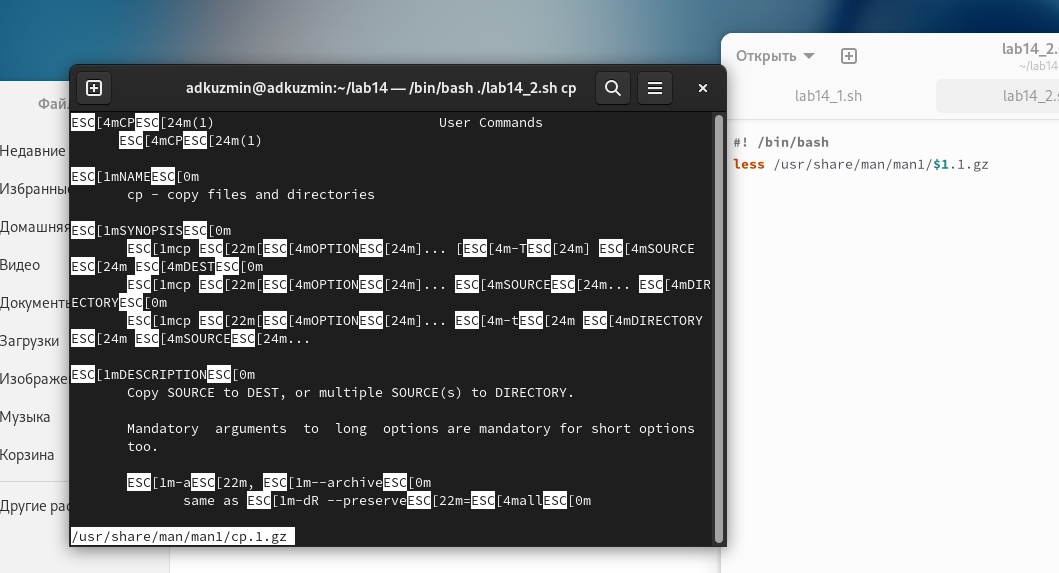 Файл
Недавние
Избранные
Домашняя
Видео
Документы
Загрузки
Изображе
Музыка
Корзина
Другие рас
adkuzmin@adkuzmin:~/lab14 — /bin/bash ./lab14_2.sh cp
ESC[4mCPESC[24m(1) User Commands
ESC[4mCPESC[24m(1)
ESC[1mNAMEESC[0m
cp - copy files and directories
ESC[1mSYNOPSISESC[0m
ESC[1mcp ESC[22m[ESC[4mOPTIONESC[24m]... [ESC[4m-TESC[24m] ESC[4mSOURCE
ESC[24m ESC[4mDESTESC[0m
ESC[1mcp ESC[22m[ESC[4mOPTIONESC[24m]... ESC[4mSOURCEESC[24m... ESC[4mDIR
ECTORYESC[0m
ESC[1mcp ESC[22m[ESC[4mOPTIONESC[24m]... ESC[4m-tESC[24m ESC[4mDIRECTORY
ESC[24m ESC[4mSOURCEESC[24m...
ESC[1mDESCRIPTIONESC[0m
Copy SOURCE to DEST, or multiple SOURCE(s) to DIRECTORY.
Mandatory arguments to long options are mandatory for short options
too.
ESC[1m-aESC[22m, ESC[1m--archiveESC[0m
same as ESC[1m-dR --preserveESC[22m=ESC[4mallESC[0m
/usr/share/man/man1/cp.1.gz
Открыть
lab14_2.
~/lab14
lab14_1.sh
lab14_2.s
#! /bin/bash
less /usr/share/man/man1/$1.1.gz